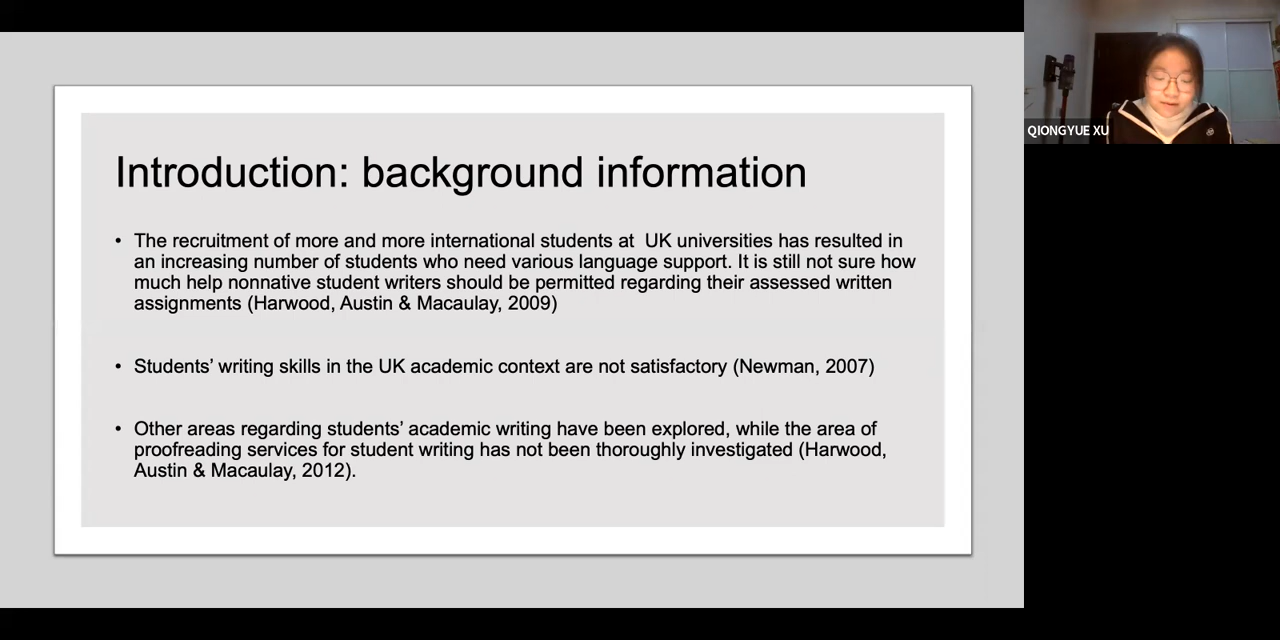 Introduction: background information
• The recruitment of more and more international students at  UK universities has resulted in
an increasing number of students who need various language support. It is still not sure how
much help nonnative student writers should be permitted regarding their assessed written
assignments (Harwood, Austin & Macaulay, 2009)
• Students’ writing skills in the UK academic context are not satisfactory (Newman, 2007)
• Other areas regarding students’ academic writing have been explored, while the area of
proofreading services for student writing has not been thoroughly investigated (Harwood,
Austin & Macaulay, 2012).
QIONGYUE XU